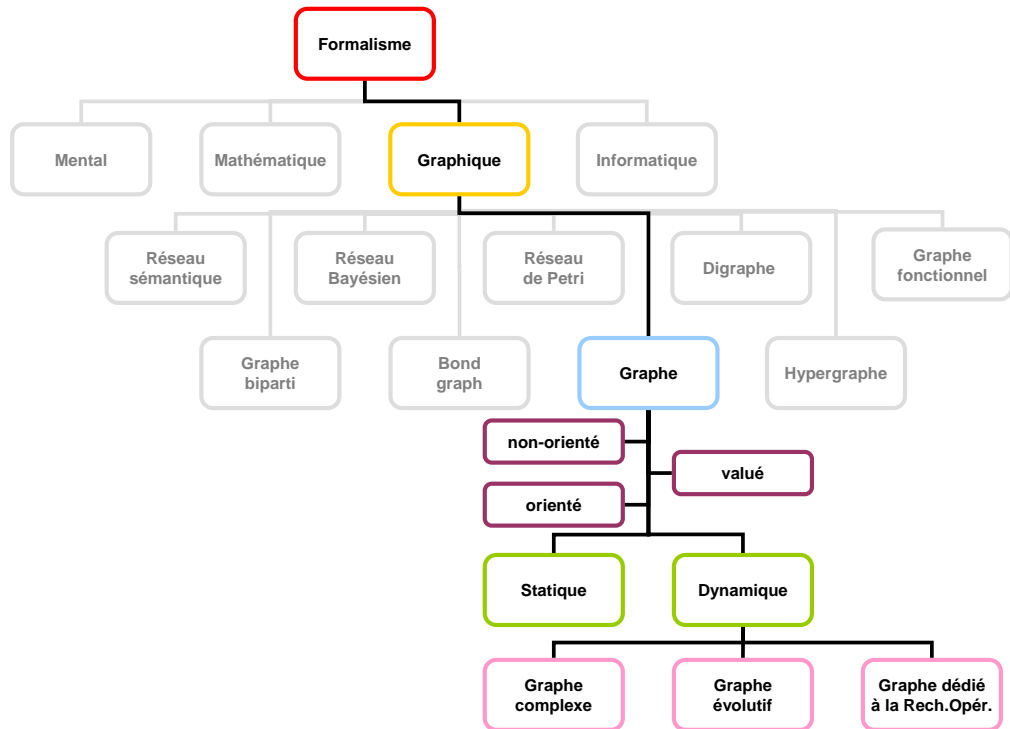 Formalisme
Mental
Mathématique
Graphique
Informatique
Réseau
sémantique
Réseau
Bayésien
Réseau
de Petri
Digraphe
Graphe
fonctionnel
Graphe
biparti
Bond
graph
Graphe
Hypergraphe
non-orienté
valué
orienté
Statique
Dynamique
Graphe
complexe
Graphe
évolutif
Graphe dédié
à la Rech.Opér.